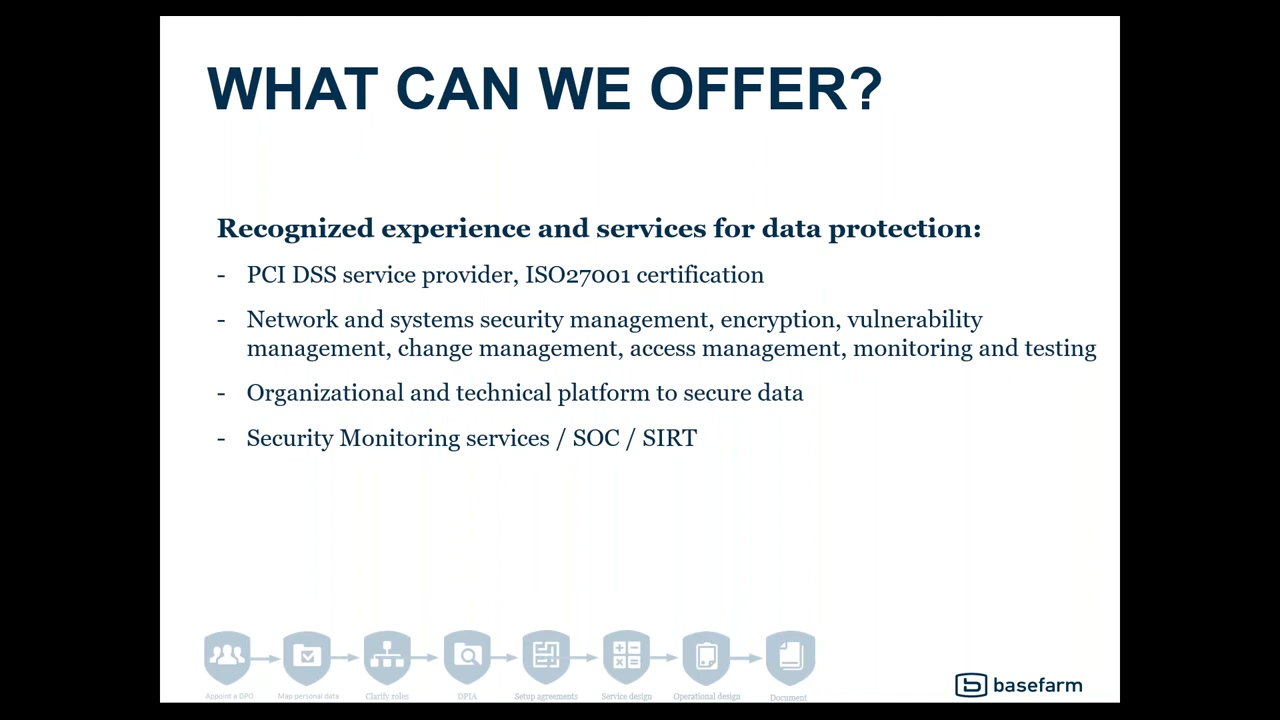 WHAT CAN WE OFFER?
Recognized experience and services for data protection:
- PCI DSS service provider, ISO27001 certification
- Network and systems security management, encryption, vulnerability
management, change management, access management, monitoring and testing
- Organizational and technical platform to secure data
- Security Monitoring services / SOC / SIRT
Appoint a DPO
Map personal data
Clarify roles
DPIA
Setup agreements
Service design
Operational design
Document
basefarm